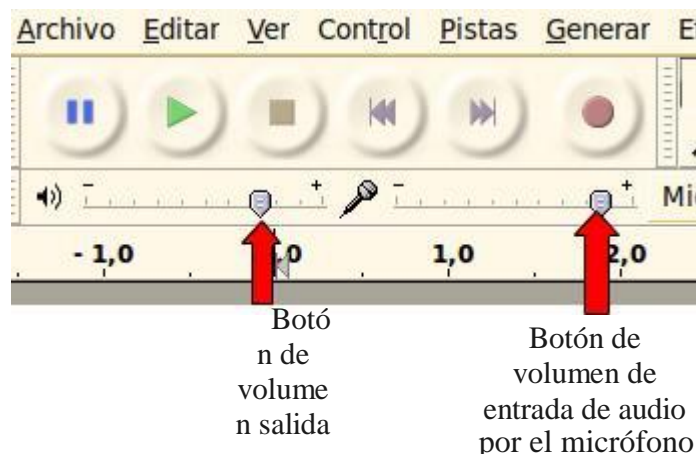 Archivo Editar Ver Control Pistas Generar
- + - +
- 1,0 1,0 2,0
Botó
n de
volume
n salida
Botón de
volumen de
entrada de audio
por el micrófono